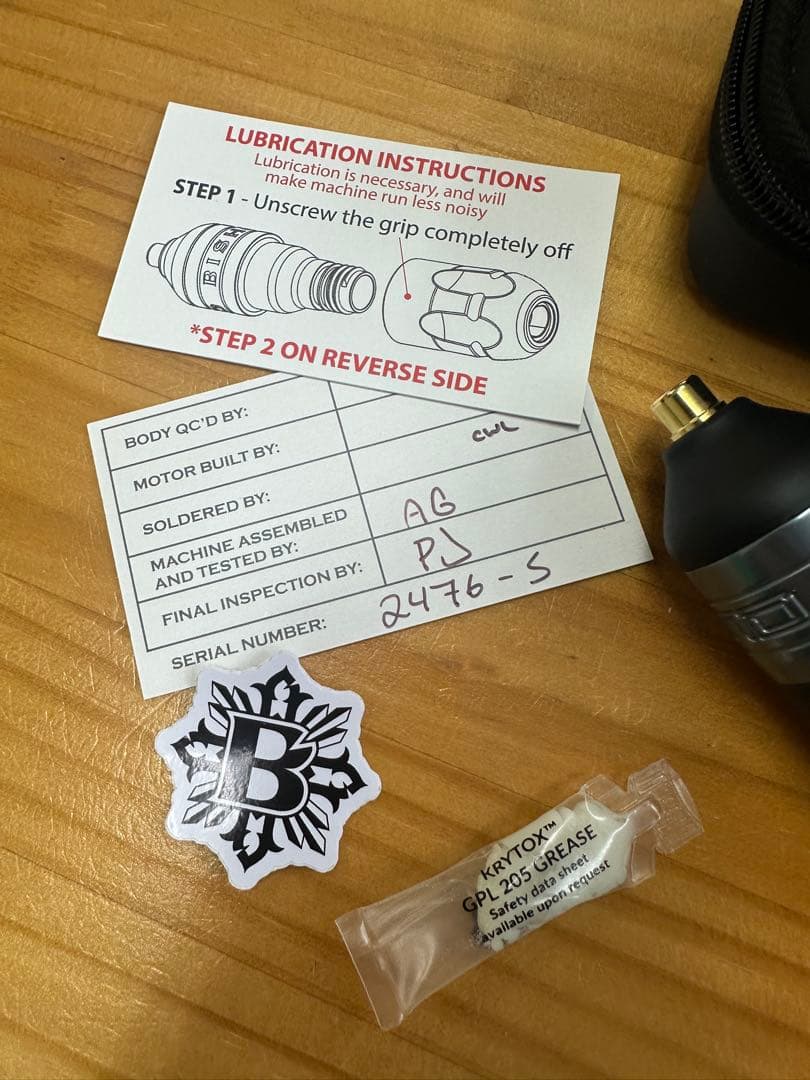 LUBRICATION INSTRUCTIONS
Lubrication is necessary, and will
make machine run less noisy
STEP 1 - Unscrew the grip completely off
BISH
*STEP 2 ON REVERSE SIDE
BODY QC'D BY:
MOTOR BUILT BY:
SOLDERED BY: CWL
MACHINE ASSEMBLED
AND TESTED BY: AG
FINAL INSPECTION BY: PJ
SERIAL NUMBER: 2476-S
B
KRYTOX™
GPL 205 GREASE
Safety data sheet
available upon request